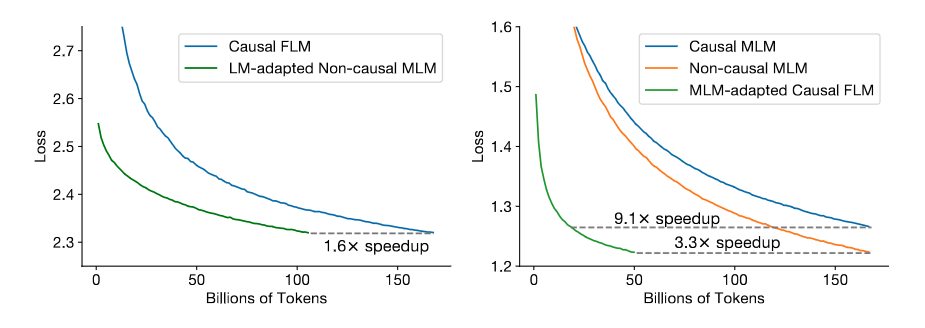 Causal FLM
LM-adapted Non-causal MLM
2.7
2.6
2.5
2.4
2.3
Loss
1.6× speedup
0
50
100
150
Billions of Tokens
Causal MLM
Non-causal MLM
MLM-adapted Causal FLM
1.6
1.5
1.4
1.3
1.2
Loss
9.1× speedup
3.3× speedup
0
50
100
150
Billions of Tokens